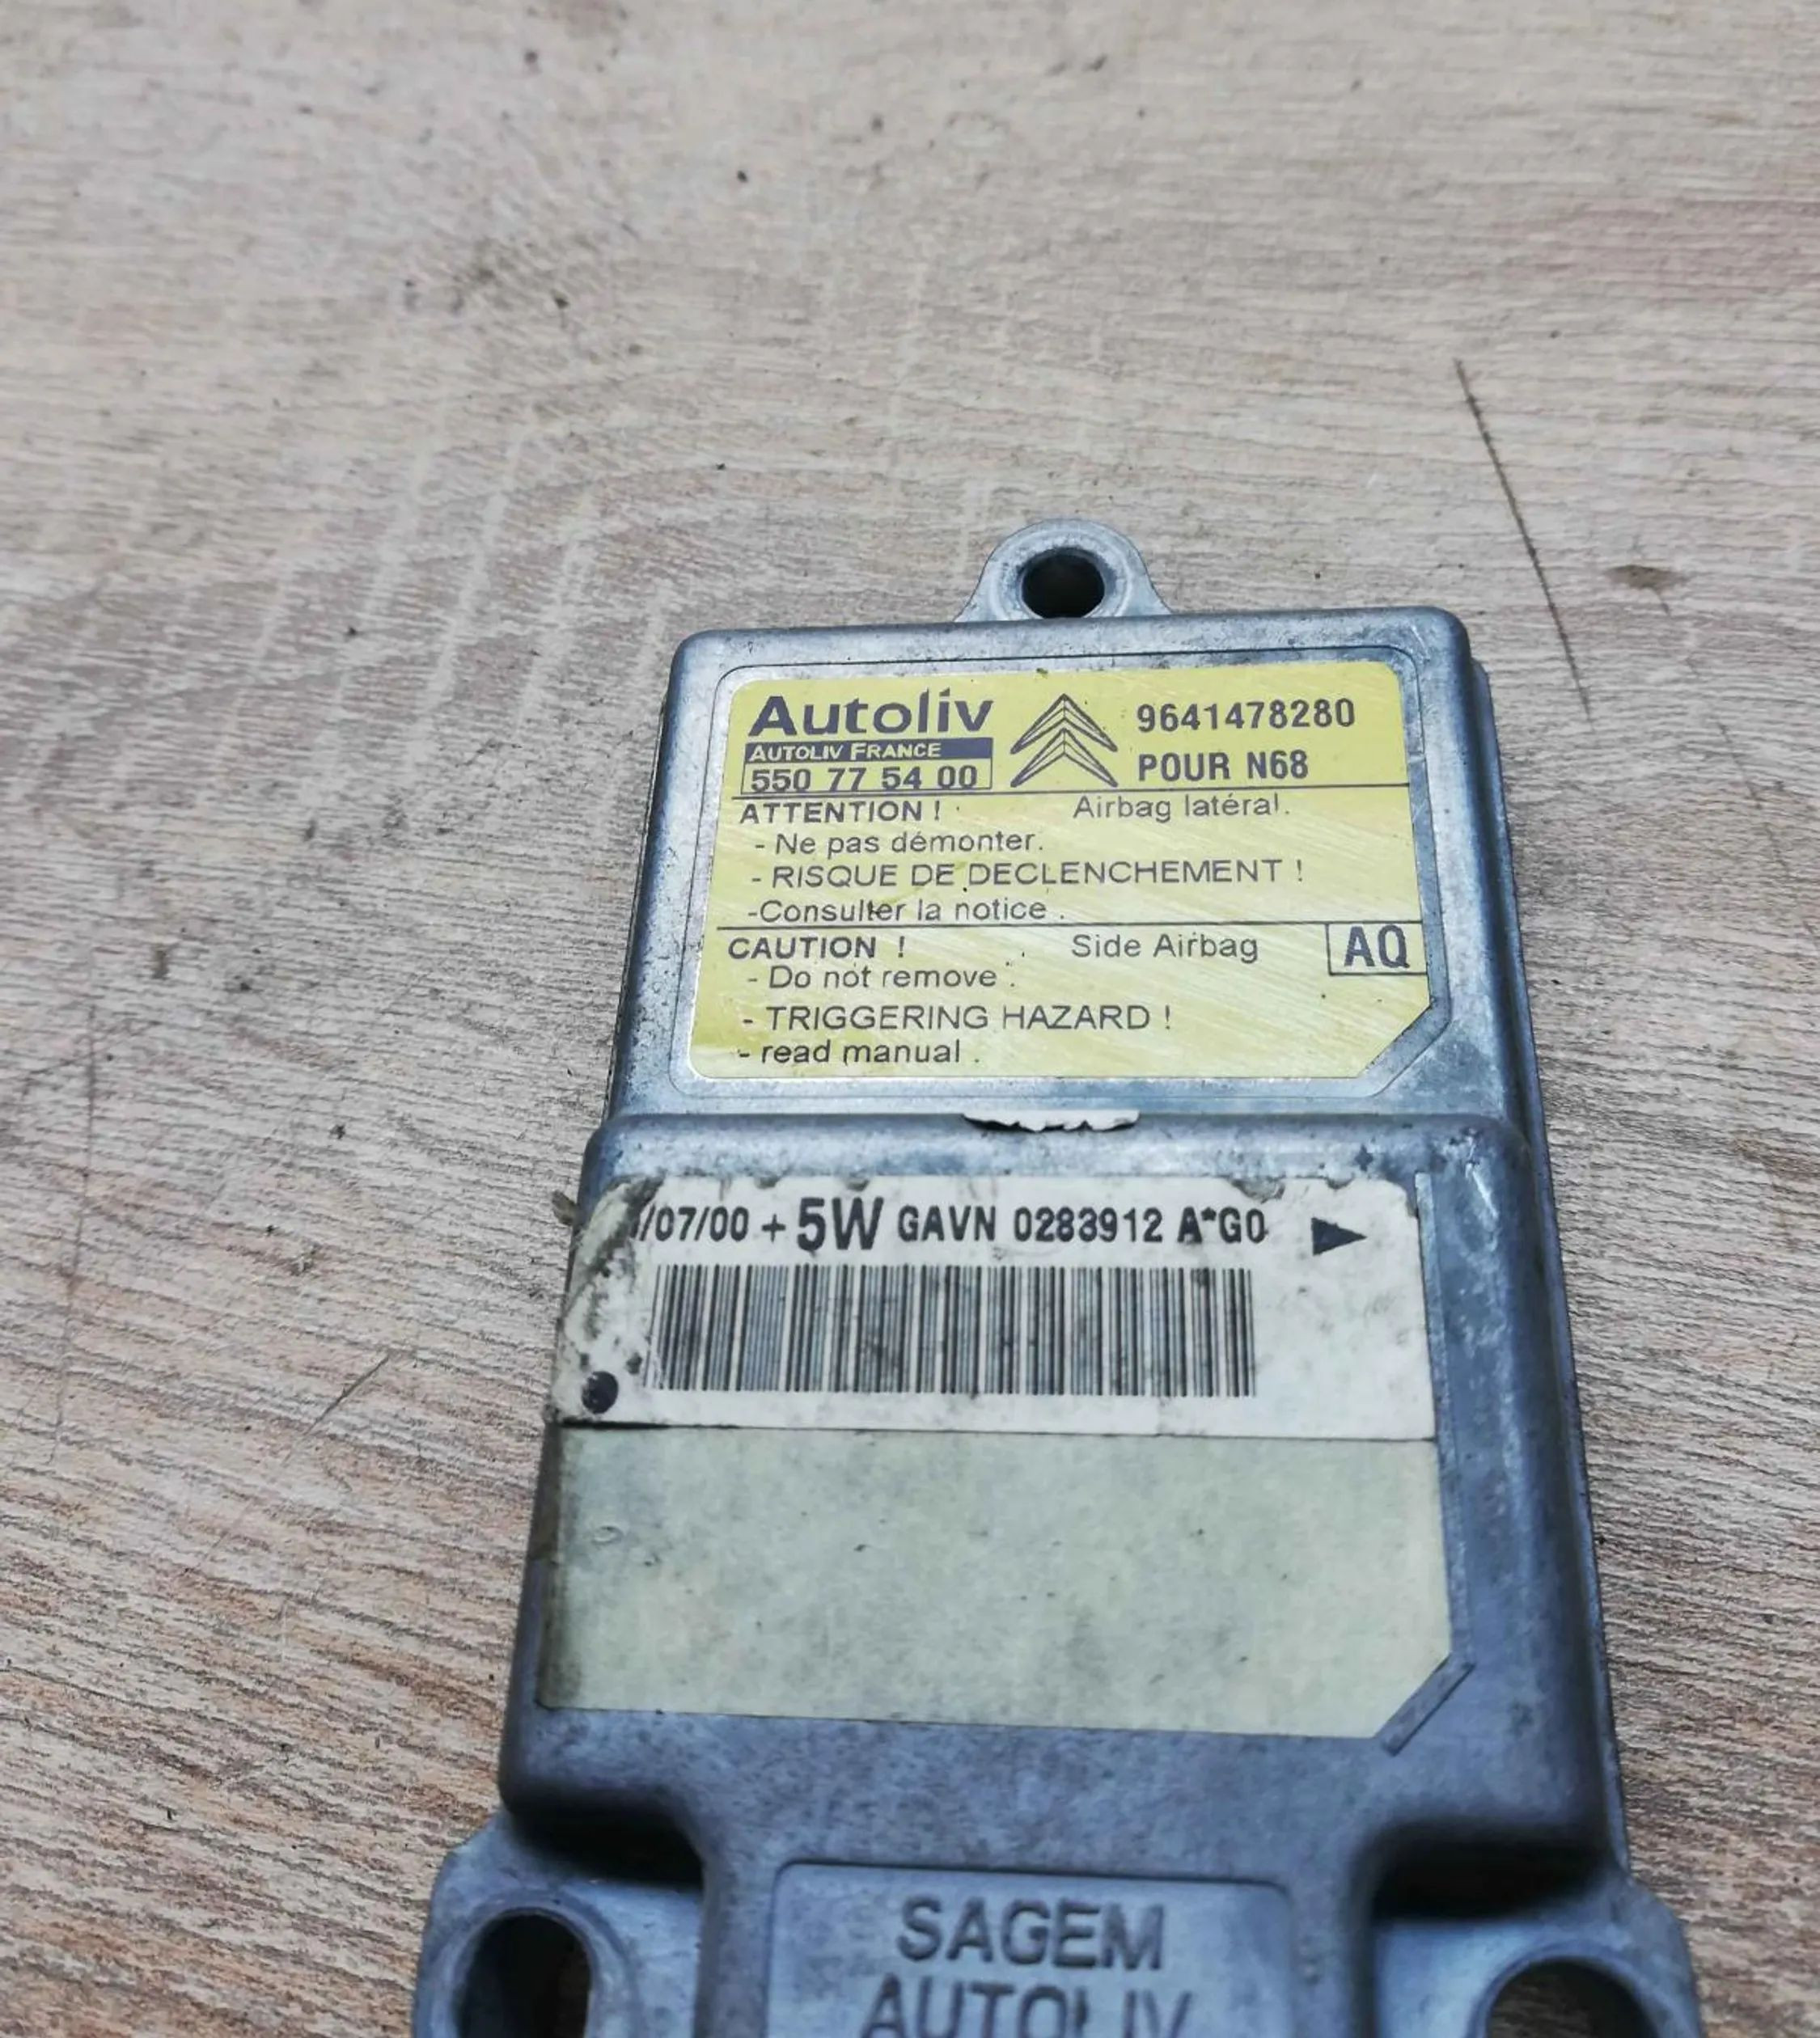 Autoliv 9641478280
AUTOLIV FRANCE
550 77 54 00 POUR N68
ATTENTION ! Airbag latéral.
- Ne pas démonter.
- RISQUE DE DECLENCHEMENT !
-Consulter la notice .
CAUTION ! Side Airbag AQ
- Do not remove .
- TRIGGERING HAZARD !
- read manual .
/07/00 + 5W GAVN 0283912 A*G0
SAGEM
AUTOLIV